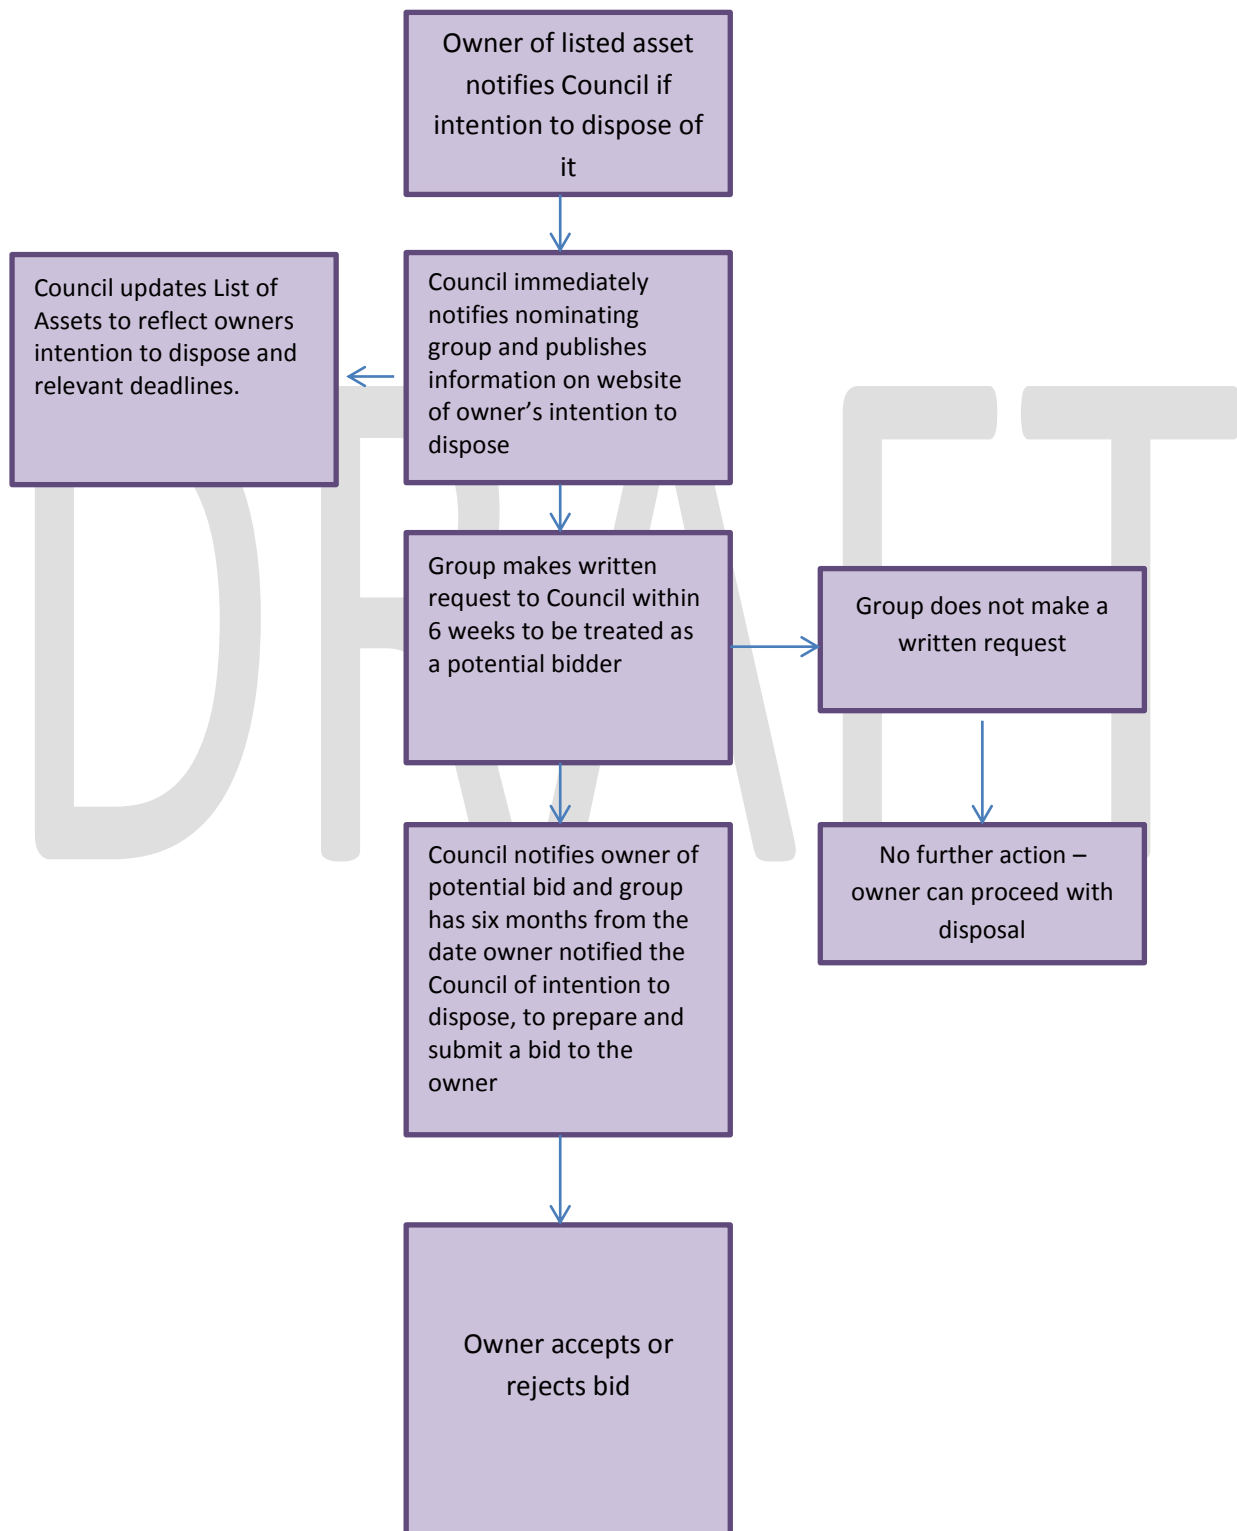 Owner of listed asset
notifies Council if
intention to dispose of
it
Council updates List of
Assets to reflect owners
intention to dispose and
relevant deadlines.
Council immediately
notifies nominating
group and publishes
information on website
of owner’s intention to
dispose
Group makes written
request to Council within
6 weeks to be treated as
a potential bidder
Group does not make a
written request
Council notifies owner of
potential bid and group
has six months from the
date owner notified the
Council of intention to
dispose, to prepare and
submit a bid to the
owner
No further action –
owner can proceed with
disposal
Owner accepts or
rejects bid
DRAFT